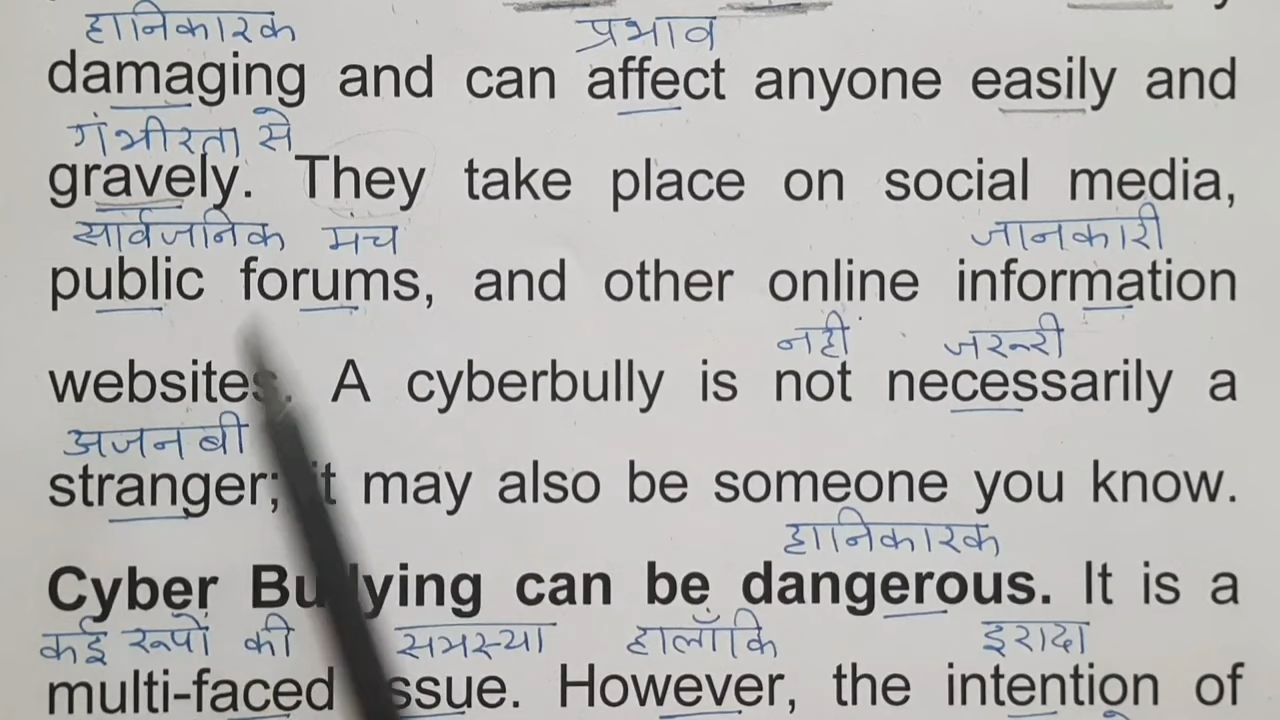 हानिकारक प्रभाव
damaging and can affect anyone easily and
गंभीरता से
gravely. They take place on social media,
सार्वजनिक मंच जानकारी
public forums, and other online information
नही जरूरी
websites. A cyberbully is not necessarily a
अजनबी
stranger; it may also be someone you know.
हानिकारक
Cyber Bullying can be dangerous. It is a
कई रूपों की समस्या हालाँकि इरादा
multi-faced issue. However, the intention of